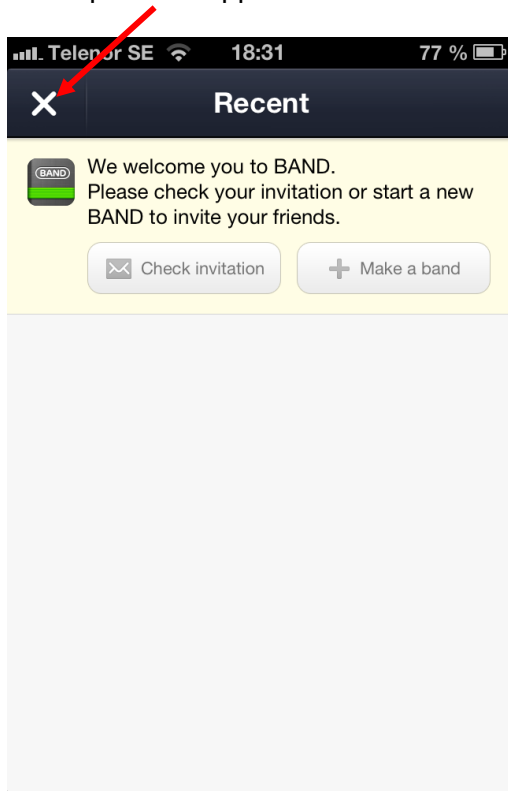 Telenor SE 18:31 77 %
Recent
BAND
We welcome you to BAND.
Please check your invitation or start a new
BAND to invite your friends.
Check invitation
Make a band